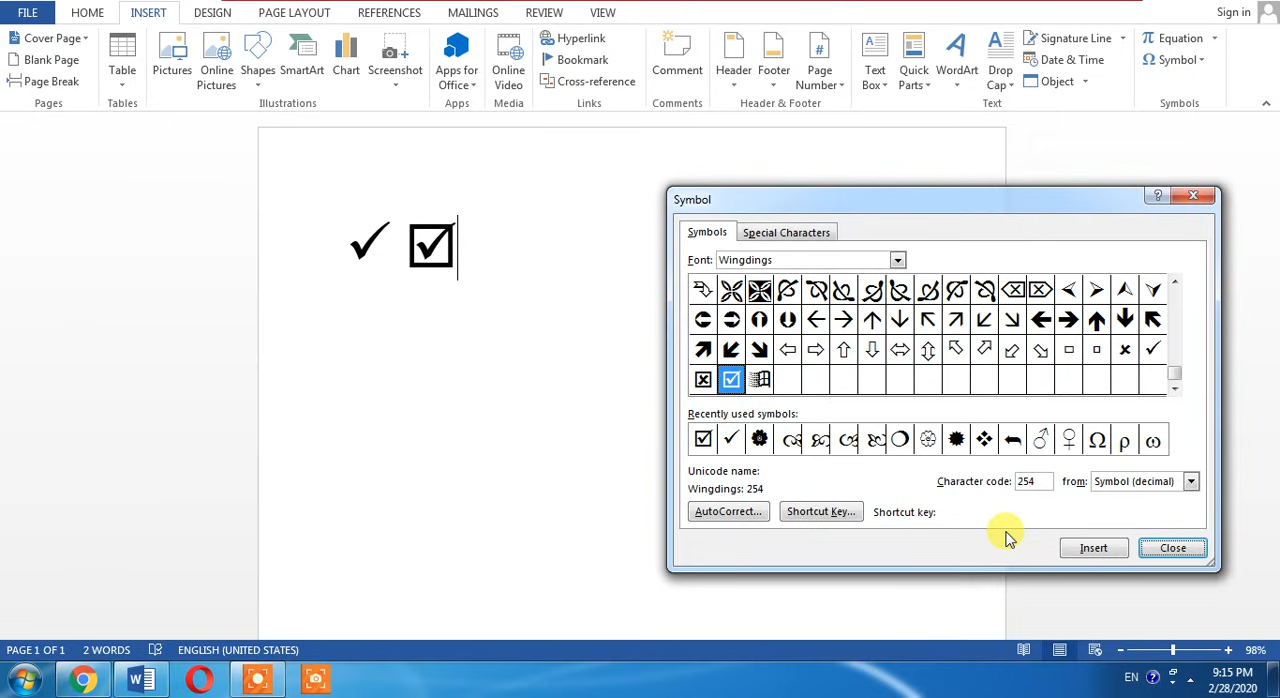 FILE HOME INSERT DESIGN PAGE LAYOUT REFERENCES MAILINGS REVIEW VIEW Sign in
Cover Page
Blank Page
Page Break
Pages
Table
Tables
Pictures
Online Pictures
Shapes
SmartArt
Chart
Screenshot
Illustrations
Apps for Office
Apps
Online Video
Media
Hyperlink
Bookmark
Cross-reference
Links
Comment
Comments
Header
Footer
Page Number
Header & Footer
Text Box
Quick Parts
WordArt
Drop Cap
Signature Line
Date & Time
Object
Text
Equation
Symbol
Symbols
✓ ☑
Symbol
Symbols Special Characters
Font: Wingdings
Recently used symbols:
Ω ρ ω
Unicode name:
Wingdings: 254
Character code: 254 from: Symbol (decimal)
AutoCorrect... Shortcut Key... Shortcut key:
Insert Close
PAGE 1 OF 1 2 WORDS ENGLISH (UNITED STATES) 98%
EN 9:15 PM
2/28/2020